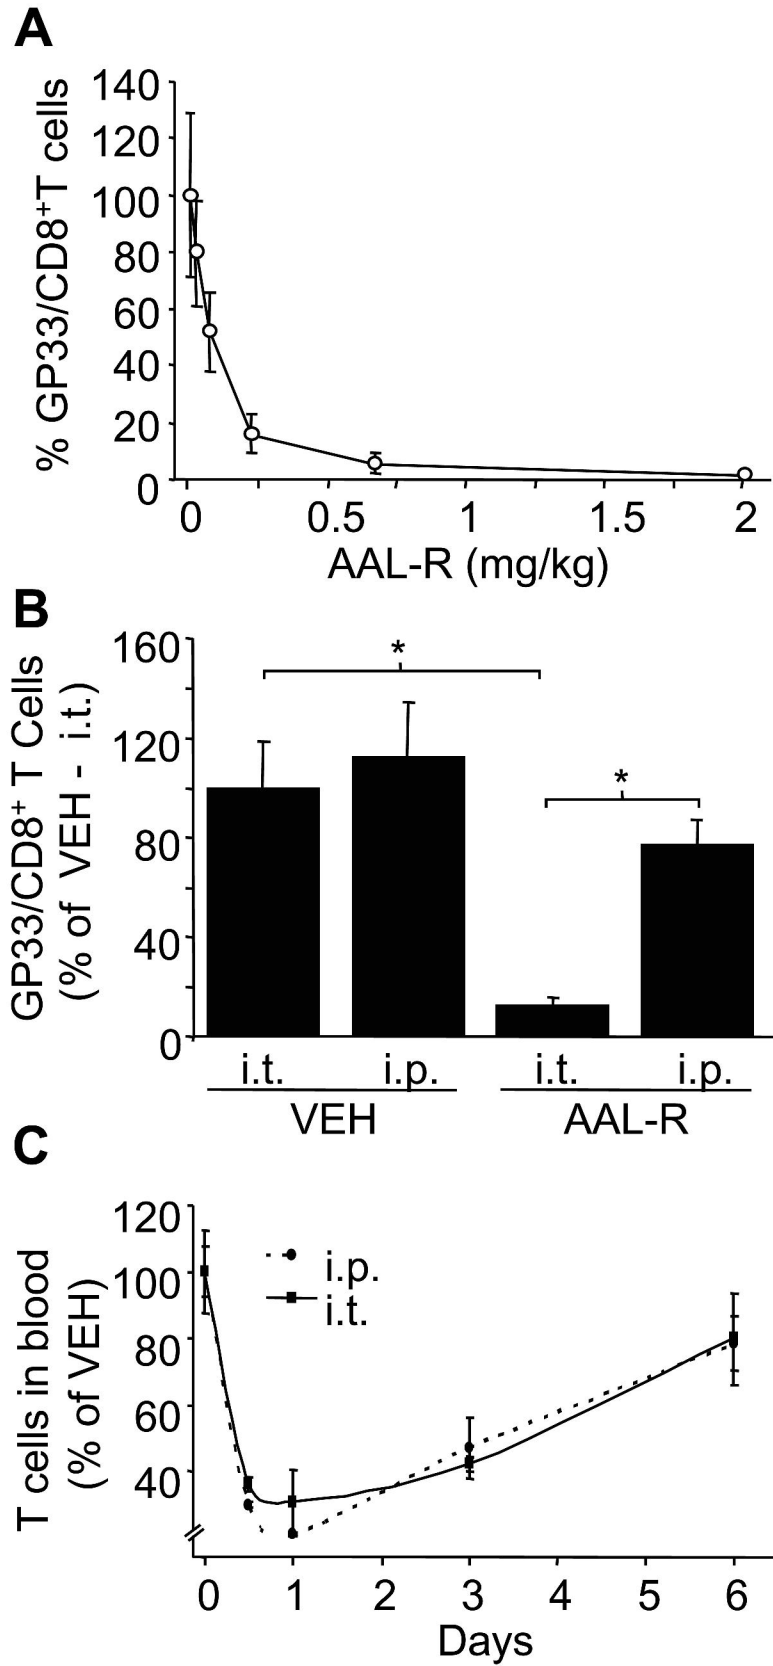 A
% GP33/CD8⁺T cells
140
120
100
80
60
40
20
0
0 0.5 1 1.5 2
AAL-R (mg/kg)
B
GP33/CD8⁺ T Cells
(% of VEH - i.t.)
160
120
80
40
0
*
*
i.t. i.p. i.t. i.p.
VEH AAL-R
C
T cells in blood
(% of VEH)
120
100
80
60
40
i.p.
i.t.
0 1 2 3 4 5 6
Days